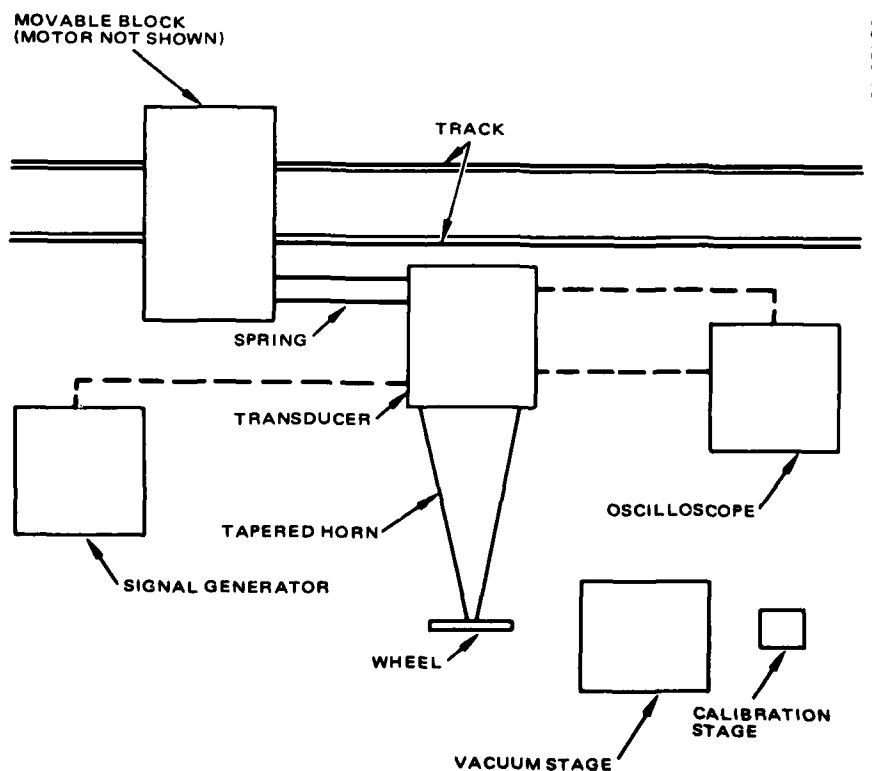 MOVABLE BLOCK
(MOTOR NOT SHOWN)
TRACK
SPRING
TRANSDUCER
TAPERED HORN
OSCILLOSCOPE
SIGNAL GENERATOR
WHEEL
CALIBRATION
STAGE
VACUUM STAGE